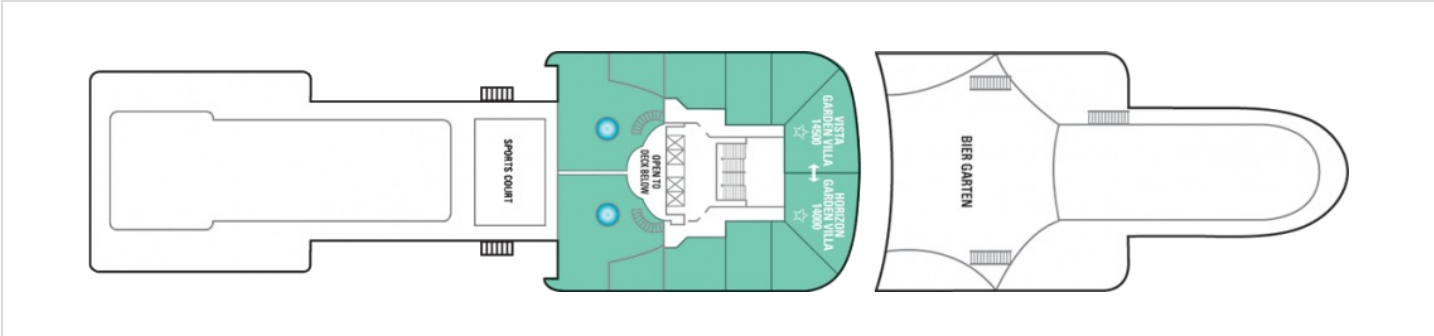 SPORTS COURT
OPEN TO
DECK BELOW
VISTA
GARDEN VILLA
14500
HORIZON
GARDEN VILLA
14000
BIER GARTEN